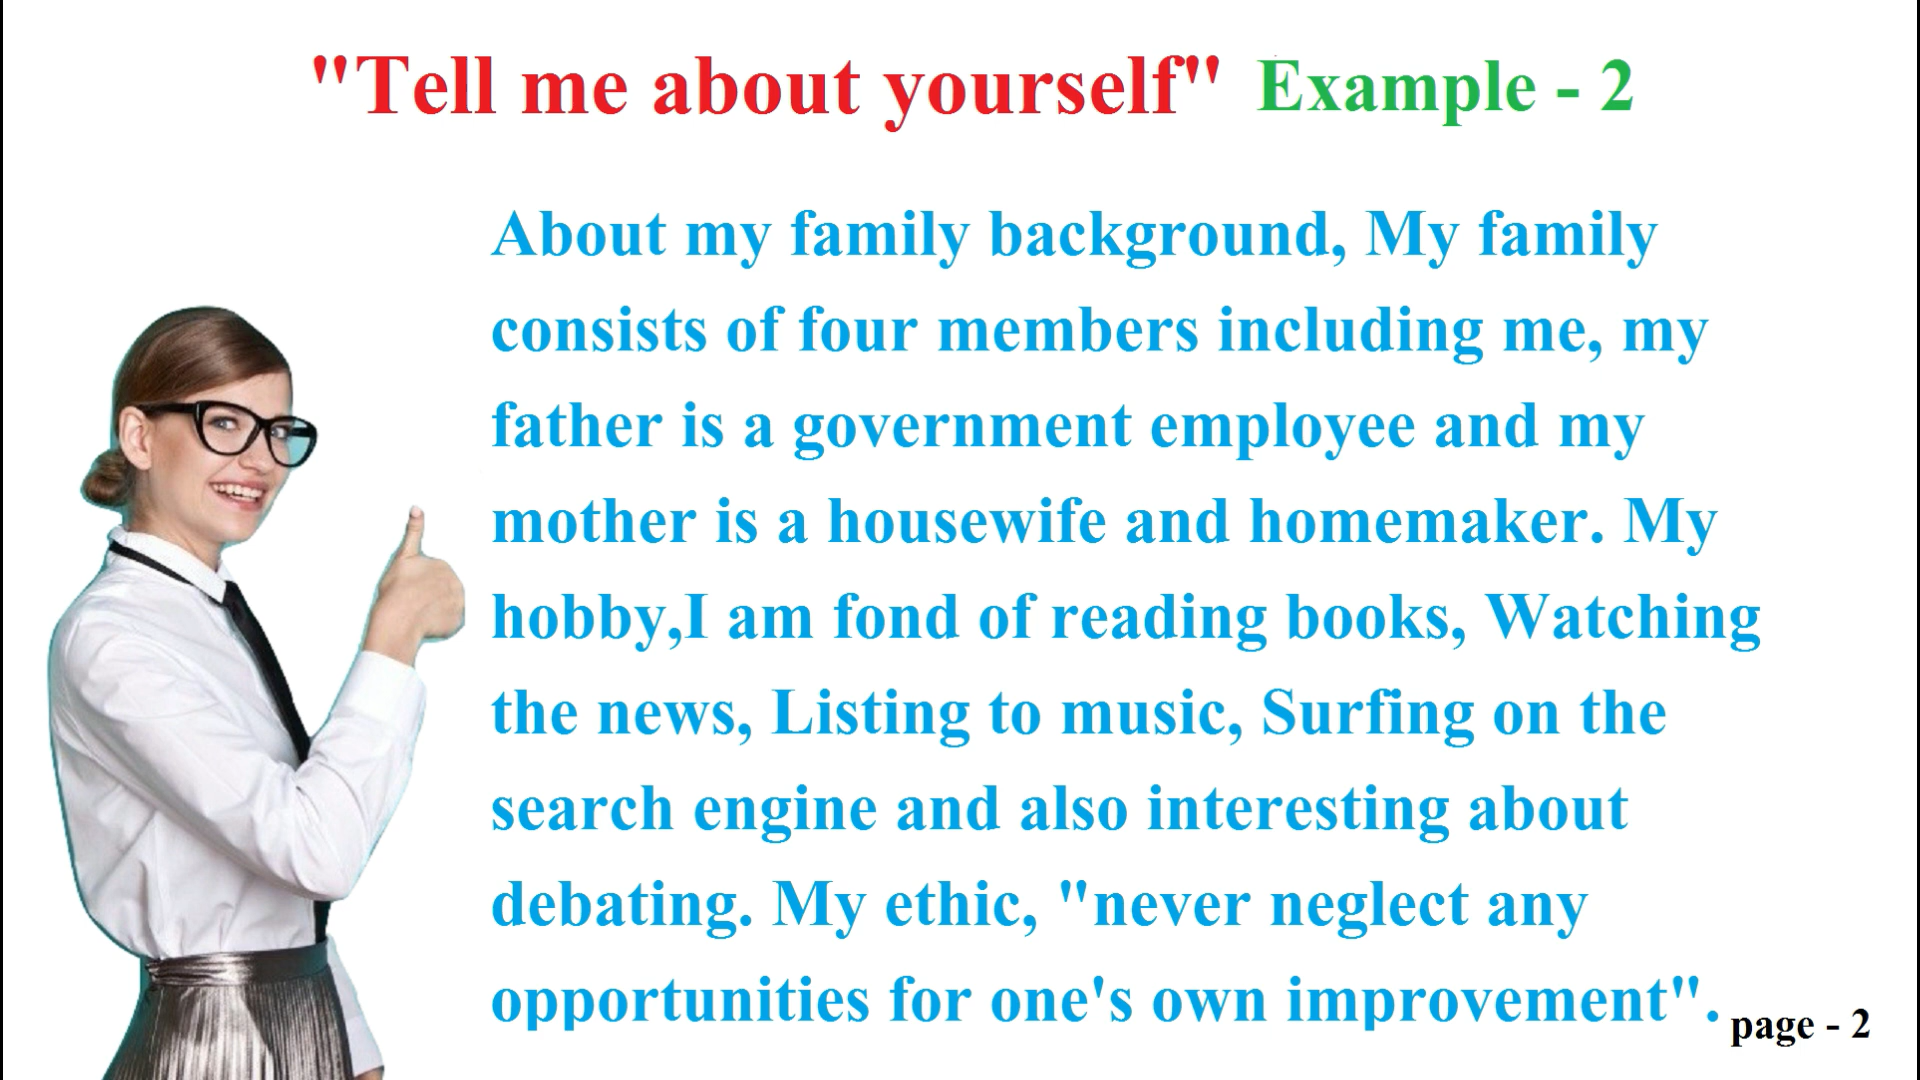 "Tell me about yourself" Example - 2
About my family background, My family
consists of four members including me, my
father is a government employee and my
mother is a housewife and homemaker. My
hobby,I am fond of reading books, Watching
the news, Listing to music, Surfing on the
search engine and also interesting about
debating. My ethic, "never neglect any
opportunities for one's own improvement".
page - 2